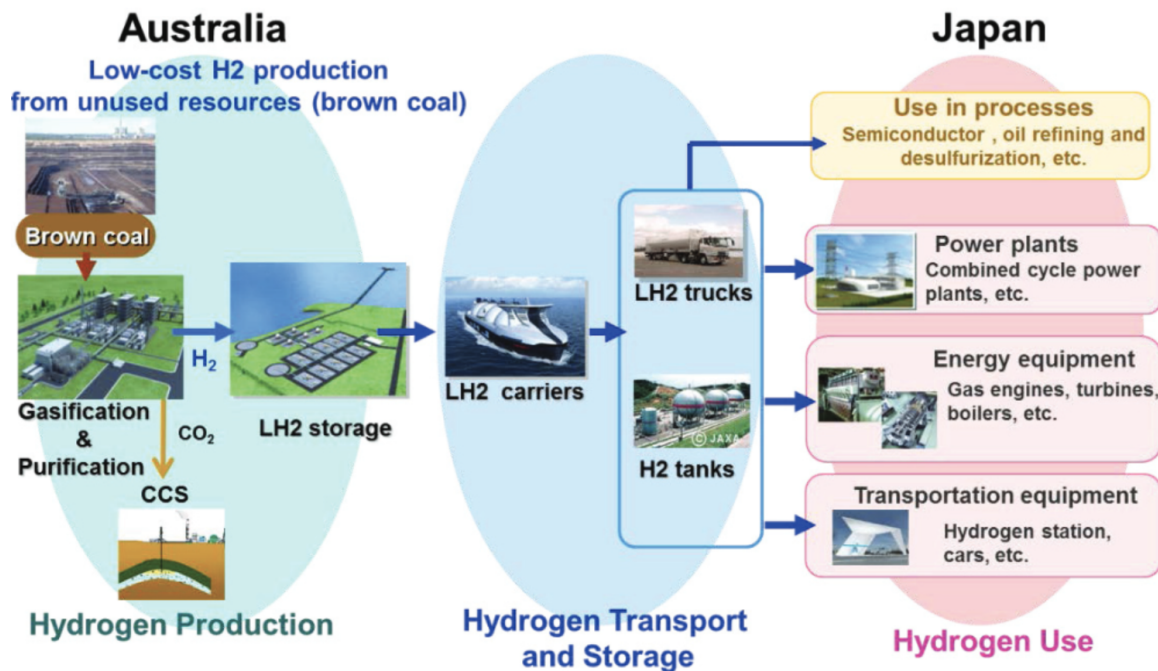 Australia
Low-cost H2 production
from unused resources (brown coal)
Brown coal
H2
Gasification
&
Purification
CO2
CCS
LH2 storage
Hydrogen Production
LH2 carriers
LH2 trucks
© JAXA
H2 tanks
Hydrogen Transport
and Storage
Japan
Use in processes
Semiconductor , oil refining and
desulfurization, etc.
Power plants
Combined cycle power
plants, etc.
Energy equipment
Gas engines, turbines,
boilers, etc.
Transportation equipment
Hydrogen station,
cars, etc.
Hydrogen Use